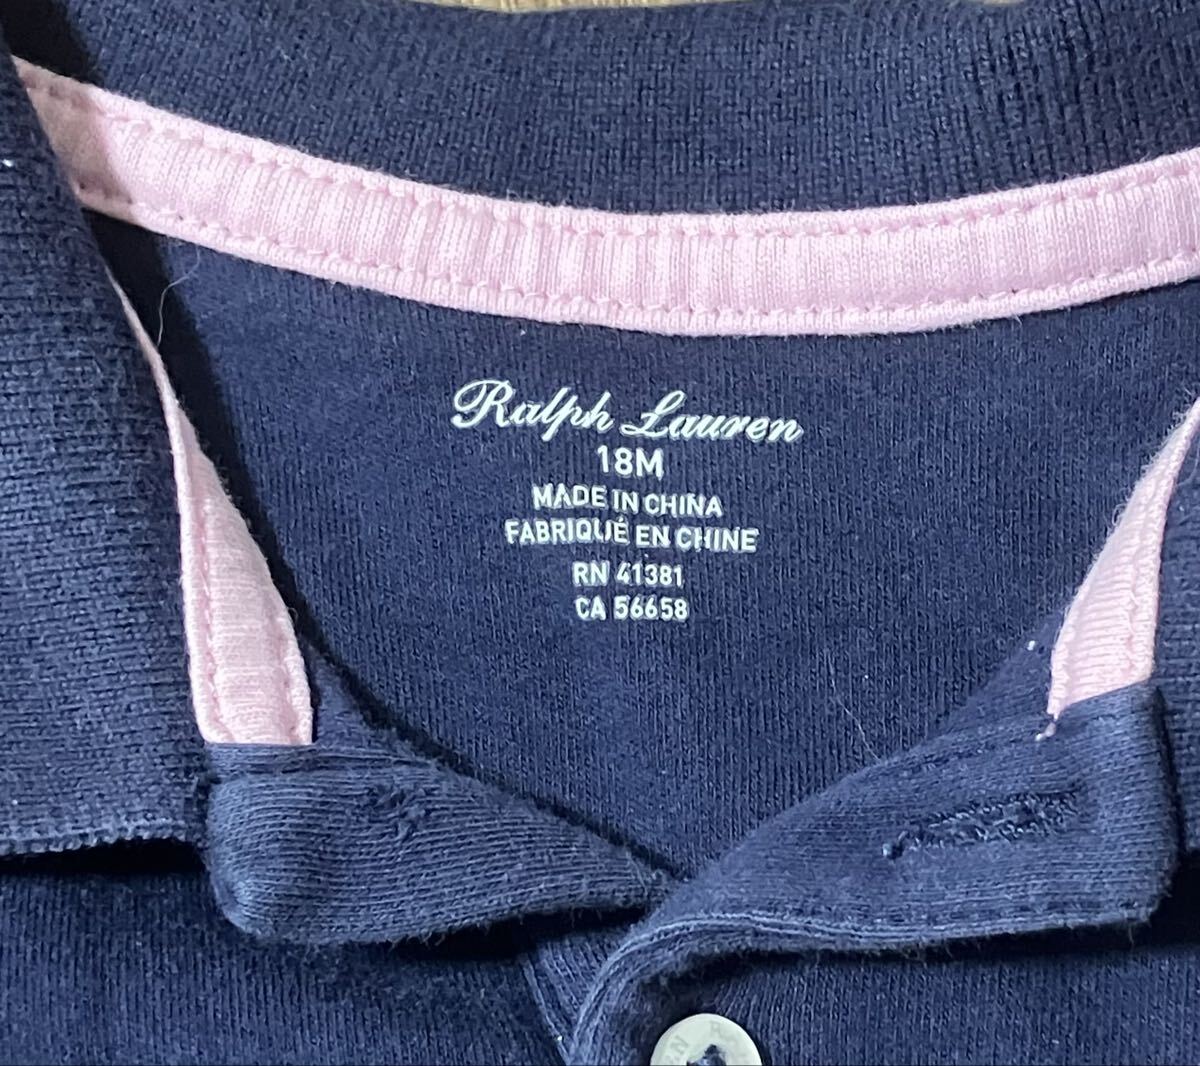 Ralph Lauren
18M
MADE IN CHINA
FABRIQUÉ EN CHINE
RN 41381
CA 56658